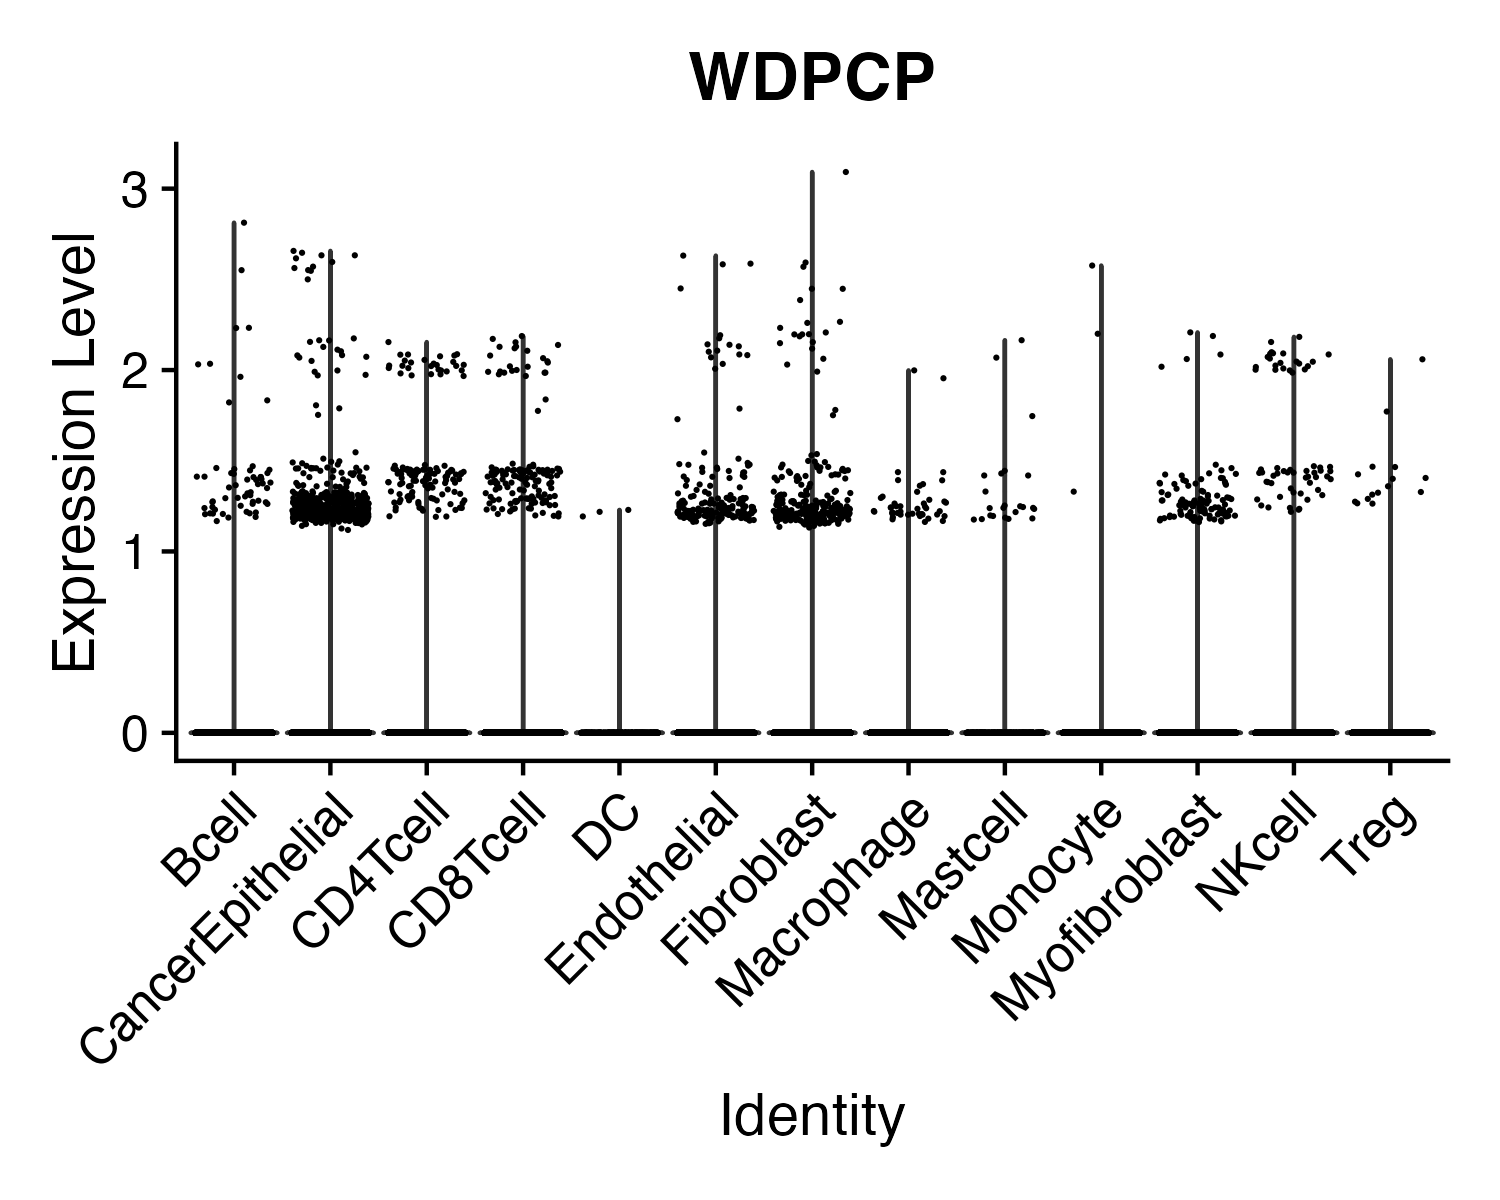 WDPCP
Expression Level
3
2
1
0
Bcell
CancerEpithelial
CD4Tcell
CD8Tcell
DC
Endothelial
Fibroblast
Macrophage
Mastcell
Monocyte
Myofibroblast
NKcell
Treg
Identity